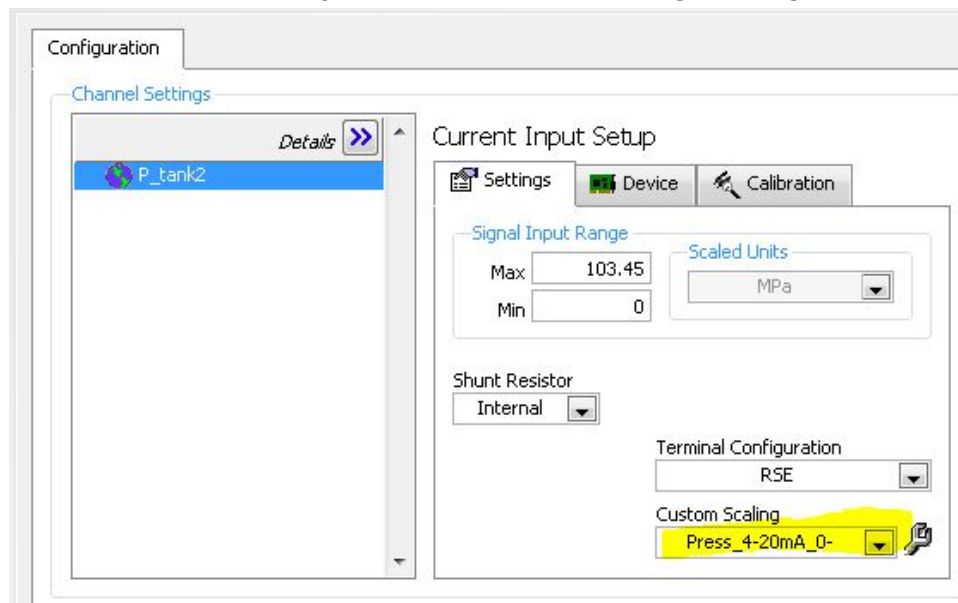 Configuration
Channel Settings
Details
P_tank2
Current Input Setup
Settings
Device
Calibration
Signal Input Range
Max 103.45
Min 0
Scaled Units
MPa
Shunt Resistor
Internal
Terminal Configuration
RSE
Custom Scaling
Press_4-20mA_0-